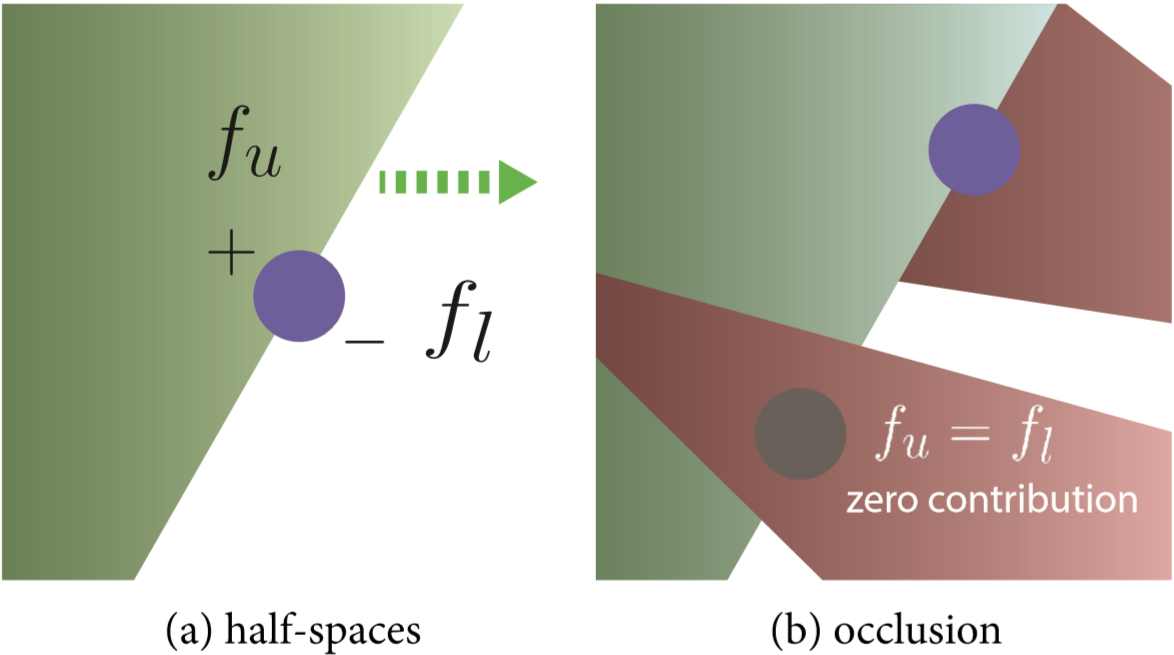 f_u
+
− f_l
f_u = f_l
zero contribution
(a) half-spaces
(b) occlusion